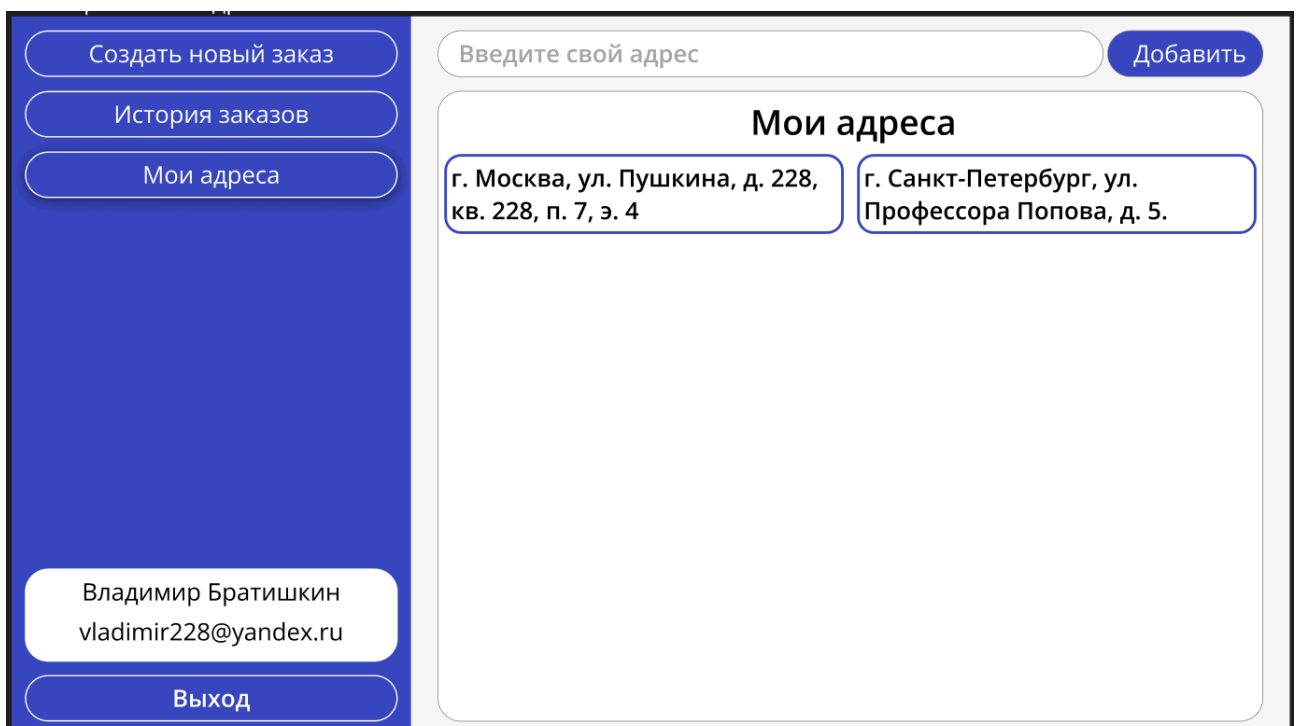 Создать новый заказ
История заказов
Мои адреса
Владимир Братишкин
vladimir228@yandex.ru
Выход
Введите свой адрес
Добавить
Мои адреса
г. Москва, ул. Пушкина, д. 228,
кв. 228, п. 7, э. 4
г. Санкт-Петербург, ул.
Профессора Попова, д. 5.